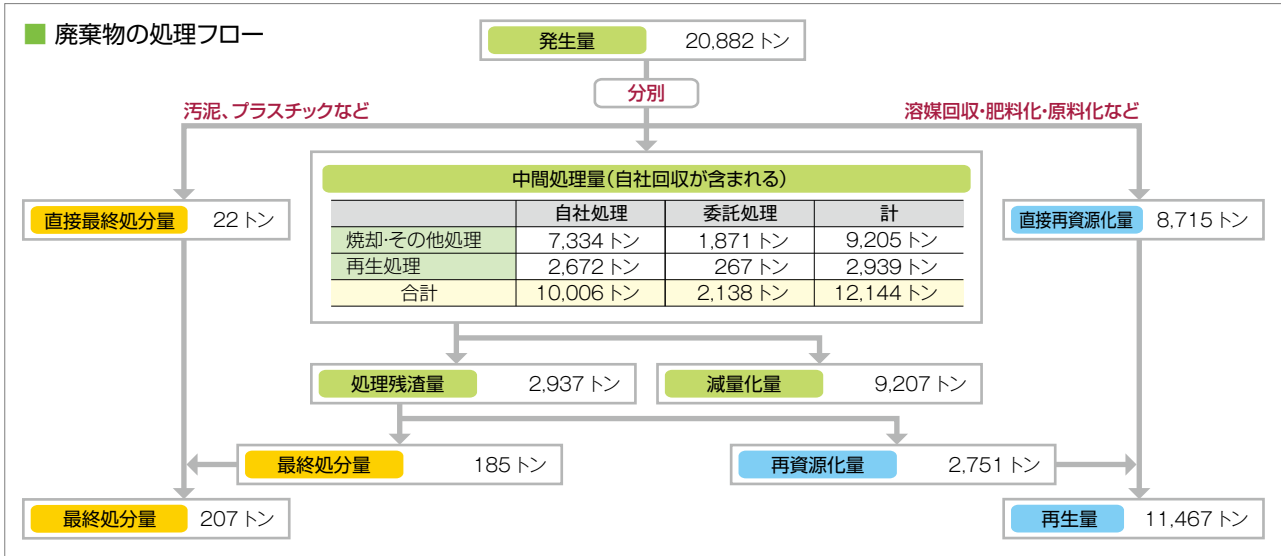 ■ 廃棄物の処理フロー
発生量 20,882 トン
分別
汚泥、プラスチックなど
溶媒回収・肥料化・原料化など
中間処理量(自社回収が含まれる)
自社処理 委託処理 計
焼却・その他処理 7,334 トン 1,871 トン 9,205 トン
再生処理 2,672 トン 267 トン 2,939 トン
合計 10,006 トン 2,138 トン 12,144 トン
直接最終処分量 22 トン
直接再資源化量 8,715 トン
処理残渣量 2,937 トン
減量化量 9,207 トン
最終処分量 185 トン
再資源化量 2,751 トン
最終処分量 207 トン
再生量 11,467 トン